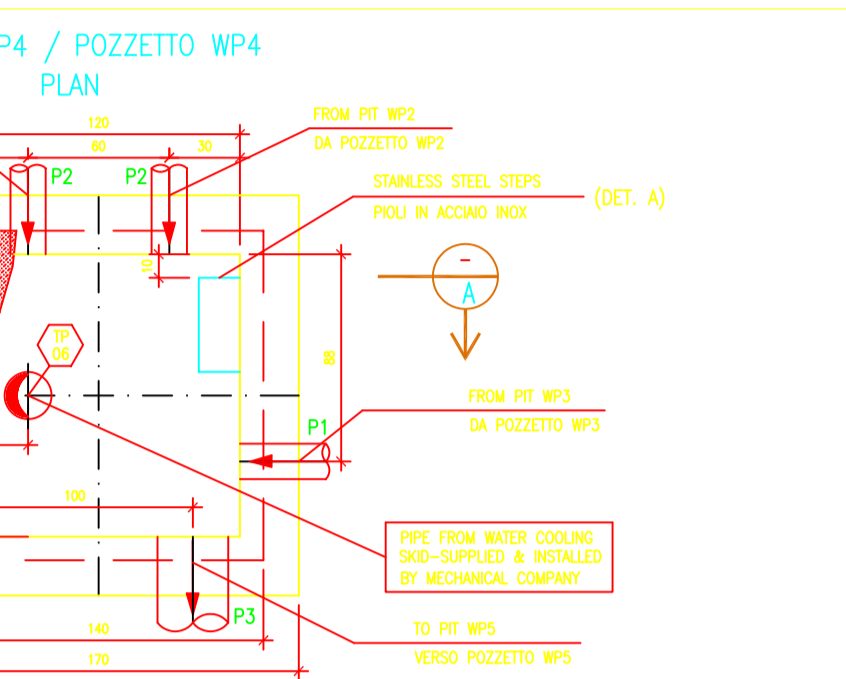 P4 / POZZETTO WP4
PLAN
120
60
30
FROM PIT WP2
DA POZZETTO WP2
P2
P2
STAINLESS STEEL STEPS
PIOLI IN ACCIAIO INOX
(DET. A)
10
-
A
TP
06
88
FROM PIT WP3
DA POZZETTO WP3
P1
100
PIPE FROM WATER COOLING
SKID-SUPPLIED & INSTALLED
BY MECHANICAL COMPANY
P3
TO PIT WP5
VERSO POZZETTO WP5
140
170